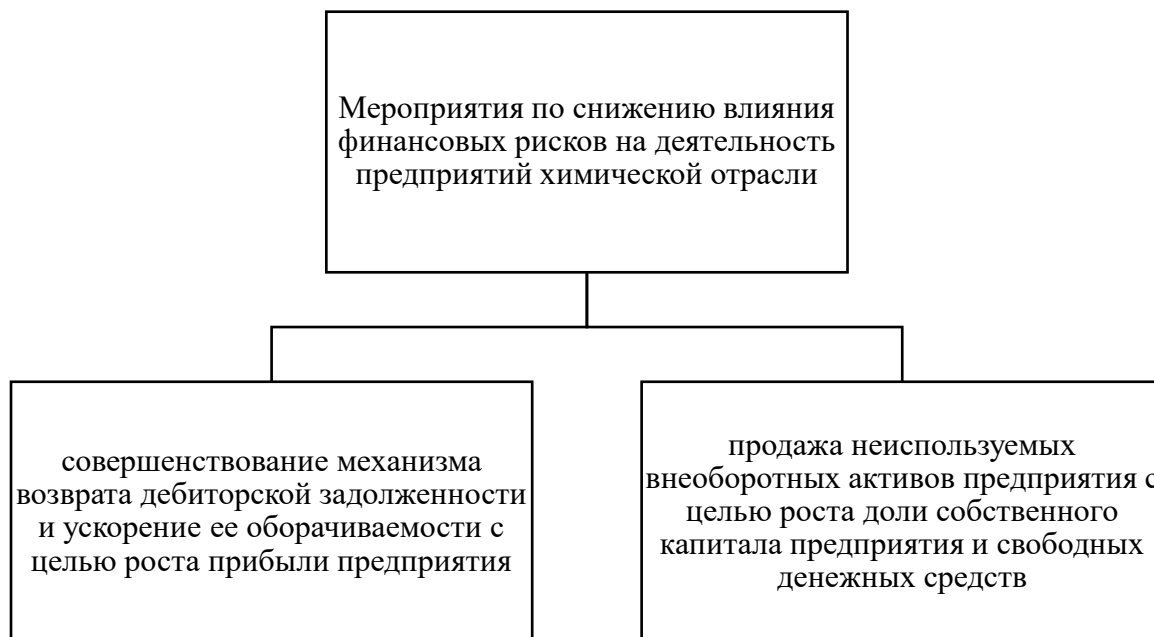 Мероприятия по снижению влияния
финансовых рисков на деятельность
предприятий химической отрасли
совершенствование механизма
возврата дебиторской задолженности
и ускорение ее оборачиваемости с
целью роста прибыли предприятия
продажа неиспользуемых
внеоборотных активов предприятия с
целью роста доли собственного
капитала предприятия и свободных
денежных средств